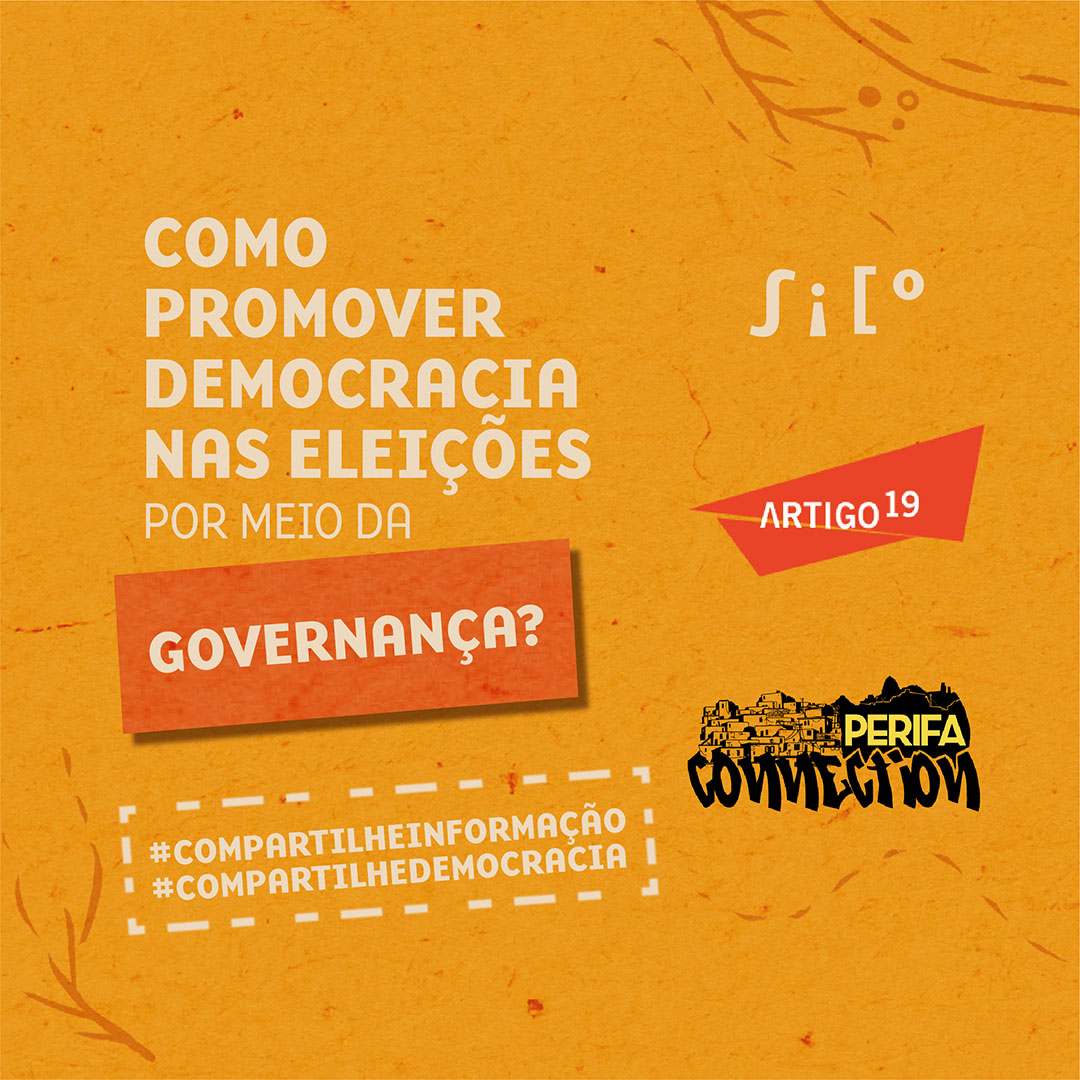 COMO
PROMOVER
DEMOCRACIA
NAS ELEIÇÕES
POR MEIO DA
GOVERNANÇA?
#COMPARTILHEINFORMAÇÃO
#COMPARTILHEDEMOCRACIA
ARTIGO 19
PERIFA
CONNECTION